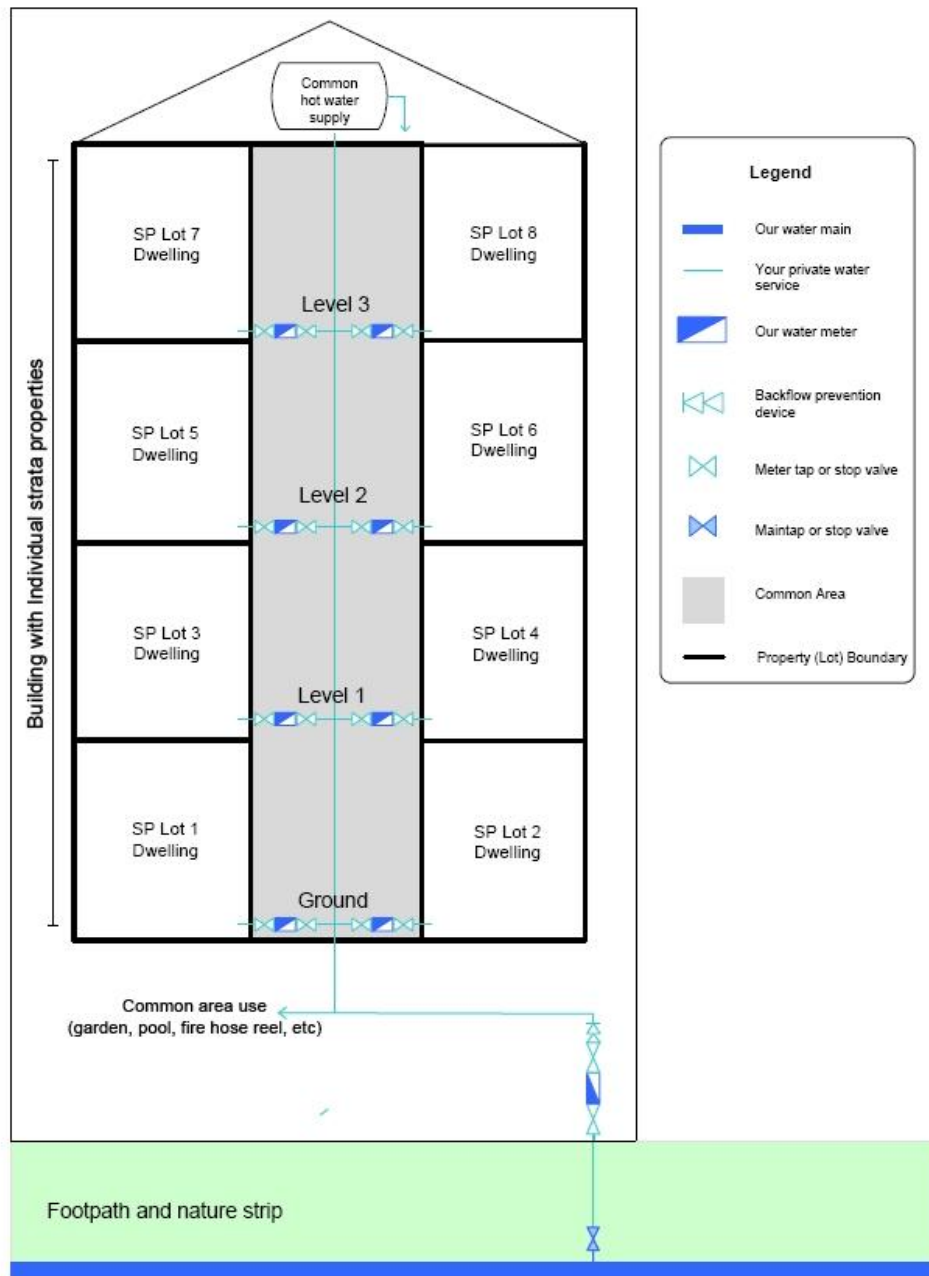 Common
hot water
supply
Building with Individual strata properties
SP Lot 7
Dwelling
SP Lot 8
Dwelling
Level 3
SP Lot 5
Dwelling
SP Lot 6
Dwelling
Level 2
SP Lot 3
Dwelling
SP Lot 4
Dwelling
Level 1
SP Lot 1
Dwelling
SP Lot 2
Dwelling
Ground
Common area use
(garden, pool, fire hose reel, etc)
Footpath and nature strip
Legend
Our water main
Your private water
service
Our water meter
Backflow prevention
device
Meter tap or stop valve
Maintap or stop valve
Common Area
Property (Lot) Boundary